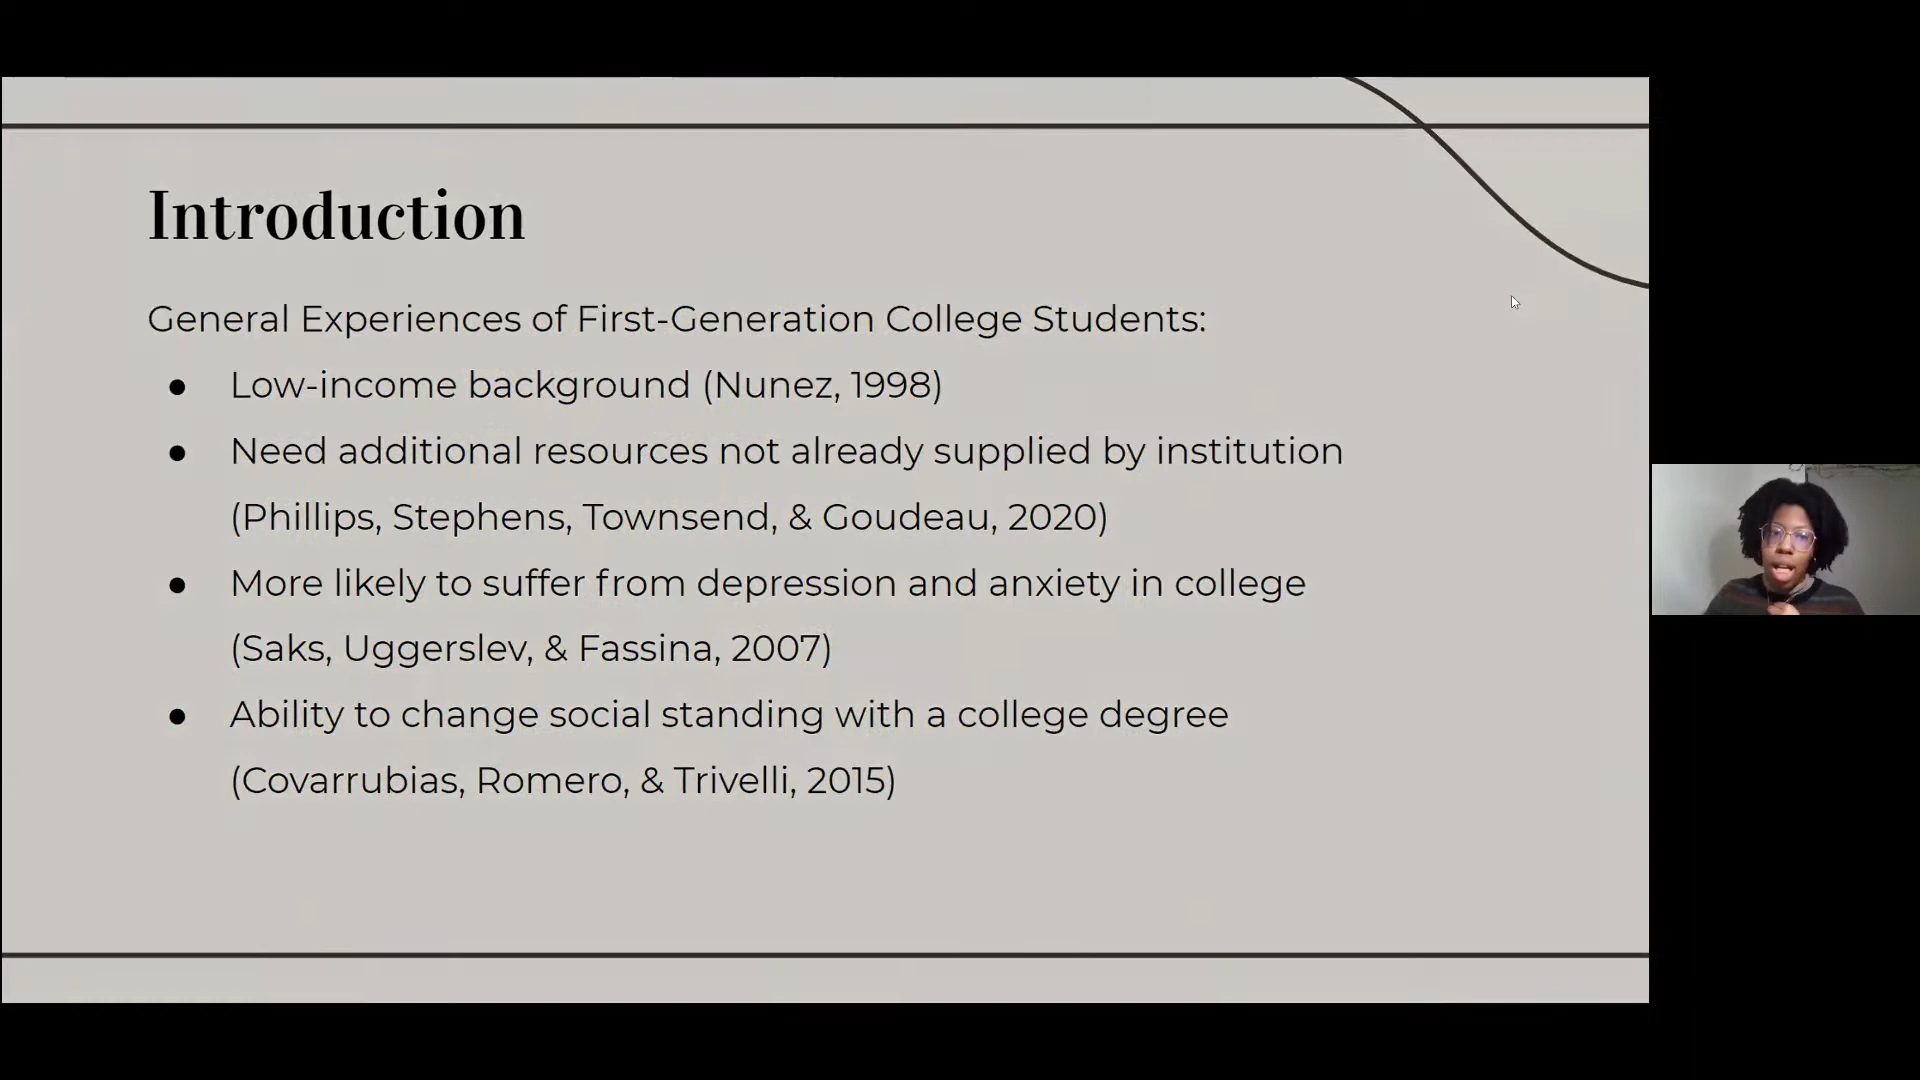 Introduction
General Experiences of First-Generation College Students:
● Low-income background (Nunez, 1998)
● Need additional resources not already supplied by institution
(Phillips, Stephens, Townsend, & Goudeau, 2020)
● More likely to suffer from depression and anxiety in college
(Saks, Uggerslev, & Fassina, 2007)
● Ability to change social standing with a college degree
(Covarrubias, Romero, & Trivelli, 2015)